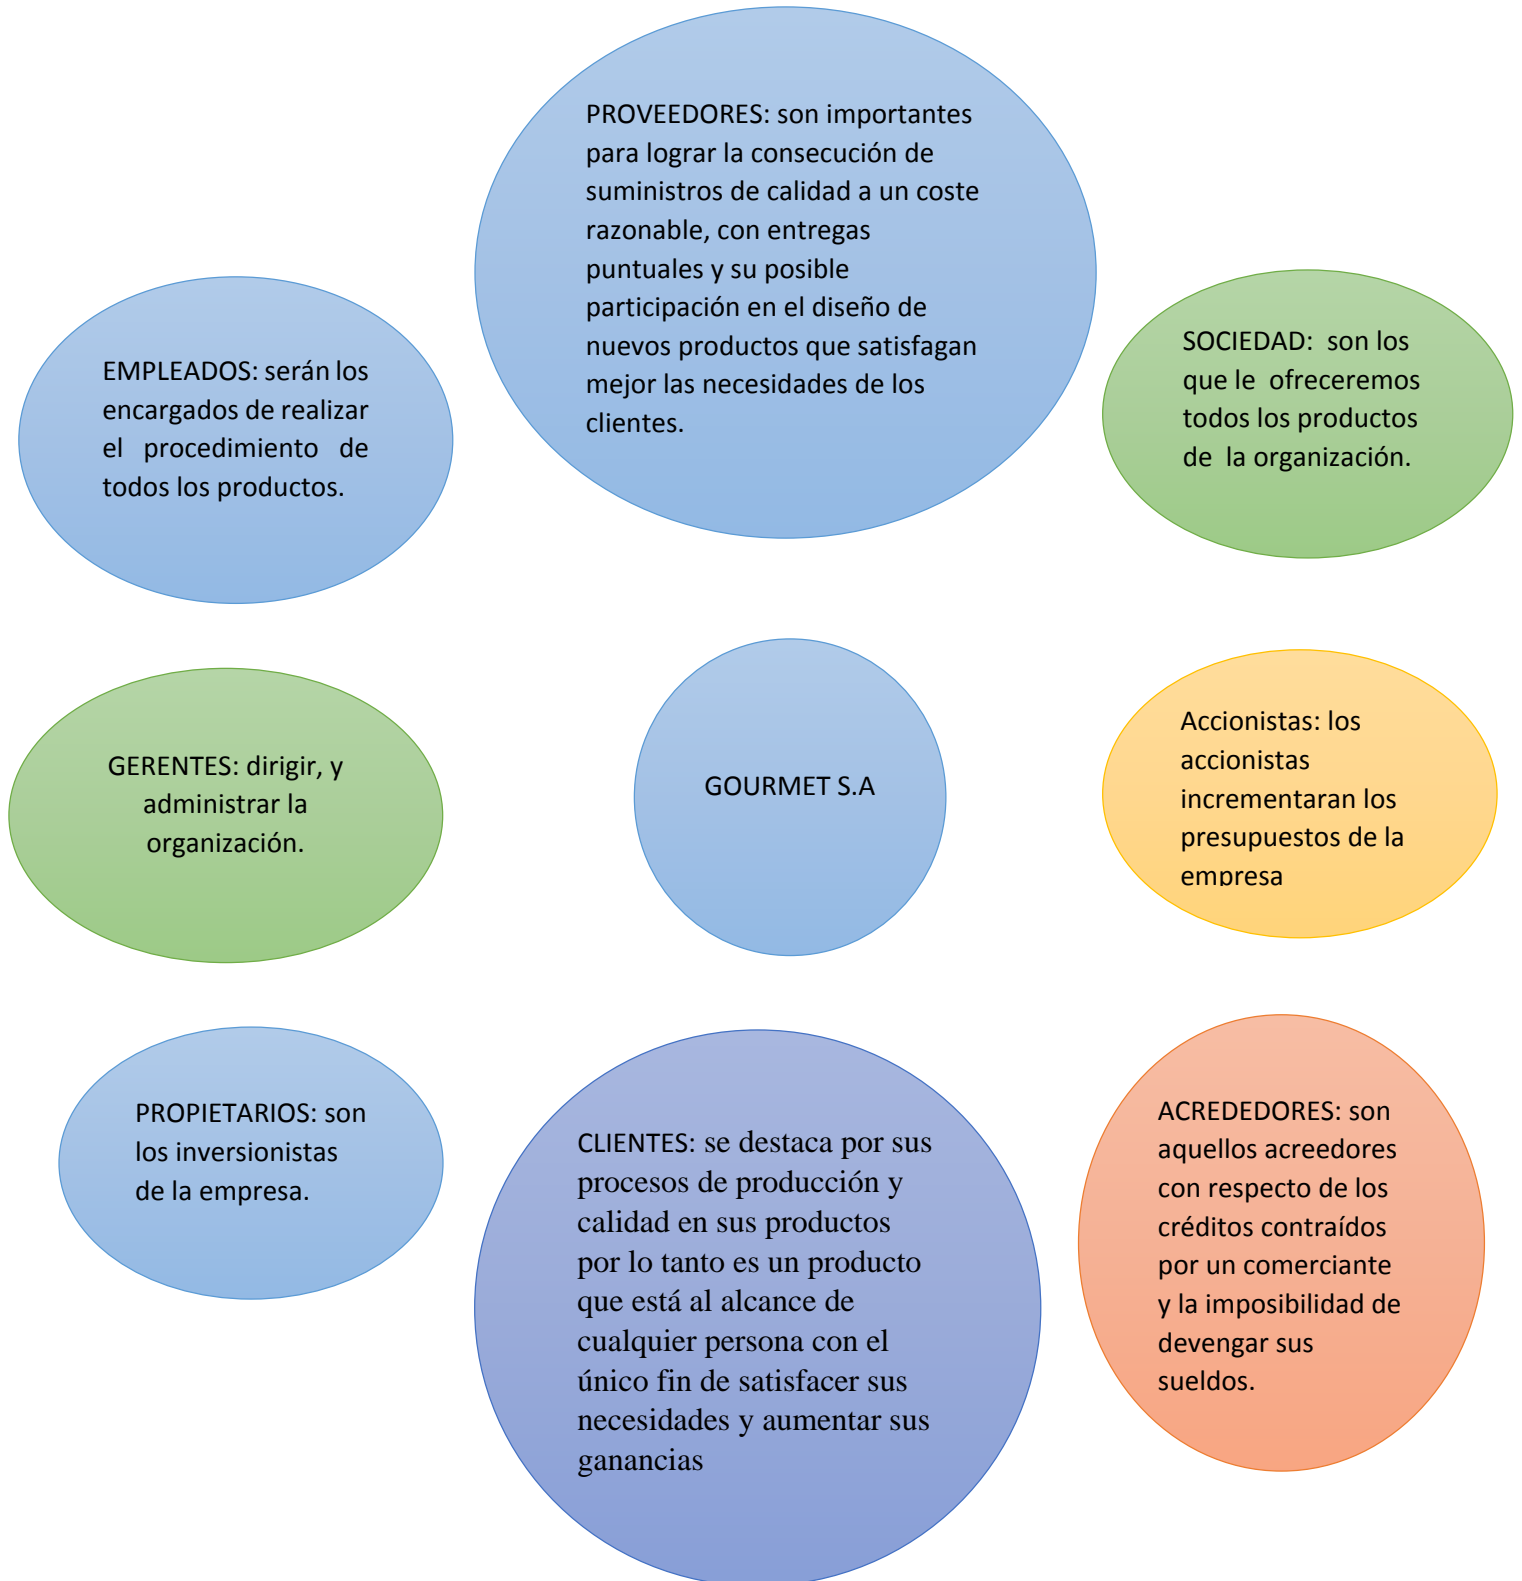 PROVEEDORES: son importantes
para lograr la consecución de
suministros de calidad a un coste
razonable, con entregas
puntuales y su posible
participación en el diseño de
nuevos productos que satisfagan
mejor las necesidades de los
clientes.
EMPLEADOS: serán los
encargados de realizar
el procedimiento de
todos los productos.
SOCIEDAD: son los
que le ofreceremos
todos los productos
de la organización.
GERENTES: dirigir, y
administrar la
organización.
GOURMET S.A
Accionistas: los
accionistas
incrementaran los
presupuestos de la
empresa
PROPIETARIOS: son
los inversionistas
de la empresa.
CLIENTES: se destaca por sus
procesos de producción y
calidad en sus productos
por lo tanto es un producto
que está al alcance de
cualquier persona con el
único fin de satisfacer sus
necesidades y aumentar sus
ganancias
ACREDEDORES: son
aquellos acreedores
con respecto de los
créditos contraídos
por un comerciante
y la imposibilidad de
devengar sus
sueldos.